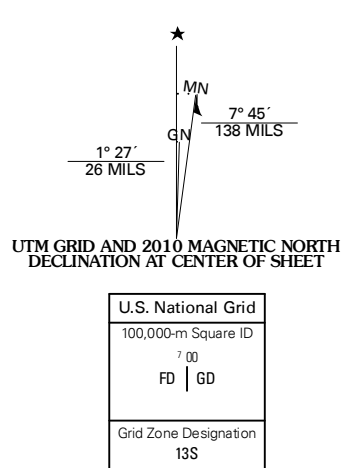 ★
MN
7° 45´
138 MILS
GN
1° 27´
26 MILS
UTM GRID AND 2010 MAGNETIC NORTH
DECLINATION AT CENTER OF SHEET
U.S. National Grid
100,000-m Square ID
7 00
FD GD
Grid Zone Designation
13S